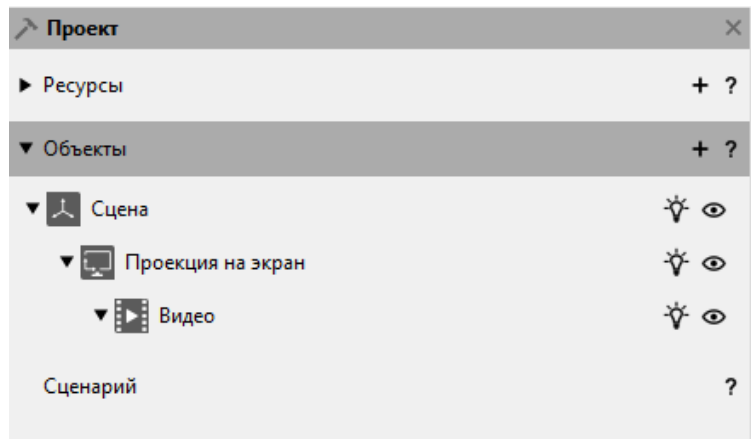 Проект
Ресурсы + ?
Объекты + ?
Сцена
Проекция на экран
Видео
Сценарий ?